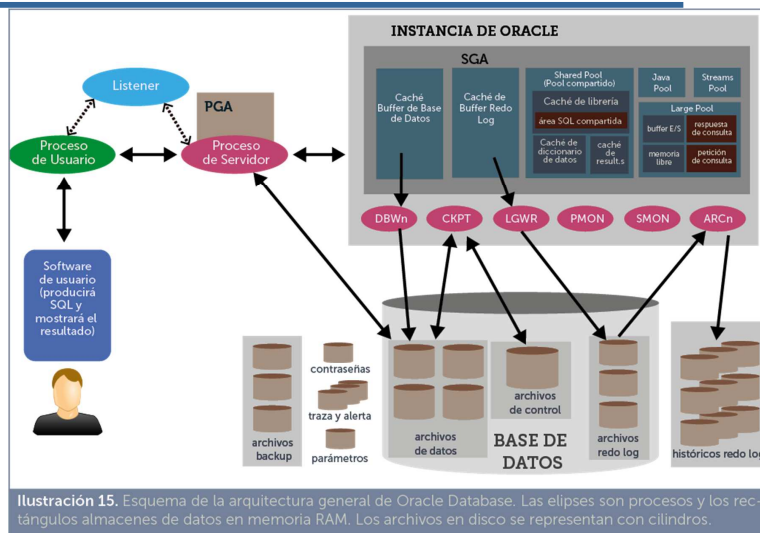 INSTANCIA DE ORACLE
SGA
Listener
PGA
Proceso
de Usuario
Proceso
de Servidor
Caché
Buffer de Base
de Datos
Caché de
Buffer Redo
Log
Shared Pool
(Pool compartido)
Caché de librería
área SQL compartida
Caché de
diccionario
de datos
caché
de
result.s
Java
Pool
Streams
Pool
Large Pool
buffer E/S
respuesta
de consulta
memoria
libre
petición
de consulta
DBWn
CKPT
LGWR
PMON
SMON
ARCn
Software
de usuario
(producirá
SQL y
mostrará el
resultado)
archivos
backup
contraseñas
traza y alerta
parámetros
archivos
de datos
archivos
de control
BASE DE
DATOS
archivos
redo log
históricos redo log
Ilustración 15. Esquema de la arquitectura general de Oracle Database. Las elipses son procesos y los rec-
tángulos almacenes de datos en memoria RAM. Los archivos en disco se representan con cilindros.